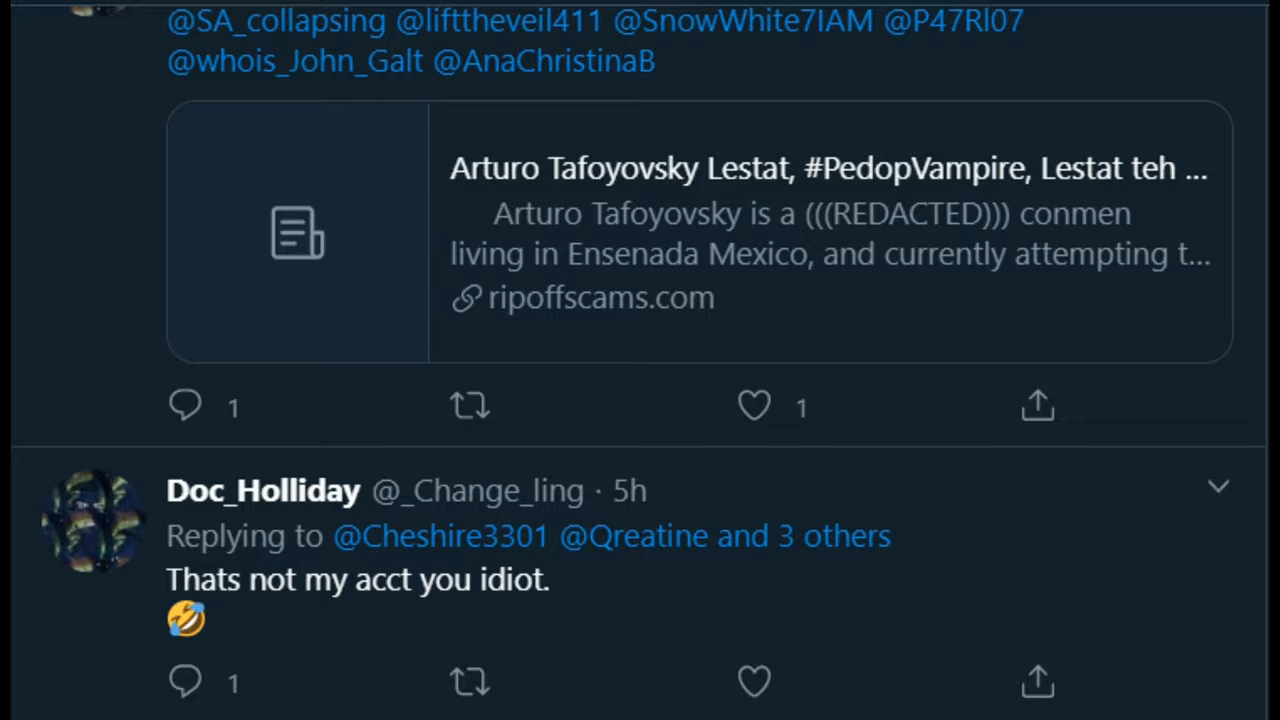 @SA_collapsing @lifttheveil411 @SnowWhite7IAM @P47Rl07
@whois_John_Galt @AnaChristinaB
Arturo Tafoyovsky Lestat, #PedopVampire, Lestat teh ...
Arturo Tafoyovsky is a (((REDACTED))) conmen
living in Ensenada Mexico, and currently attempting t...
ripoffscams.com
1 1
Doc_Holliday @_Change_ling · 5h
Replying to @Cheshire3301 @Qreatine and 3 others
Thats not my acct you idiot.
🤣
1